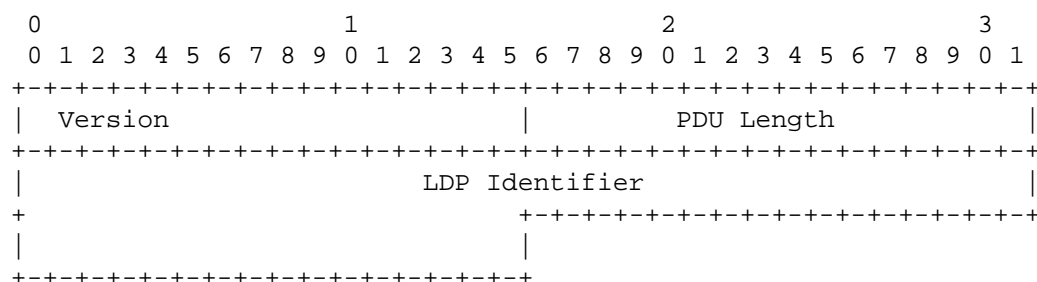 0                   1                   2                   3
 0 1 2 3 4 5 6 7 8 9 0 1 2 3 4 5 6 7 8 9 0 1 2 3 4 5 6 7 8 9 0 1
+-+-+-+-+-+-+-+-+-+-+-+-+-+-+-+-+-+-+-+-+-+-+-+-+-+-+-+-+-+-+-+-+
|  Version                      |         PDU Length            |
+-+-+-+-+-+-+-+-+-+-+-+-+-+-+-+-+-+-+-+-+-+-+-+-+-+-+-+-+-+-+-+-+
|                         LDP Identifier                        |
+                               +-+-+-+-+-+-+-+-+-+-+-+-+-+-+-+-+
|                               |
+-+-+-+-+-+-+-+-+-+-+-+-+-+-+-+-+